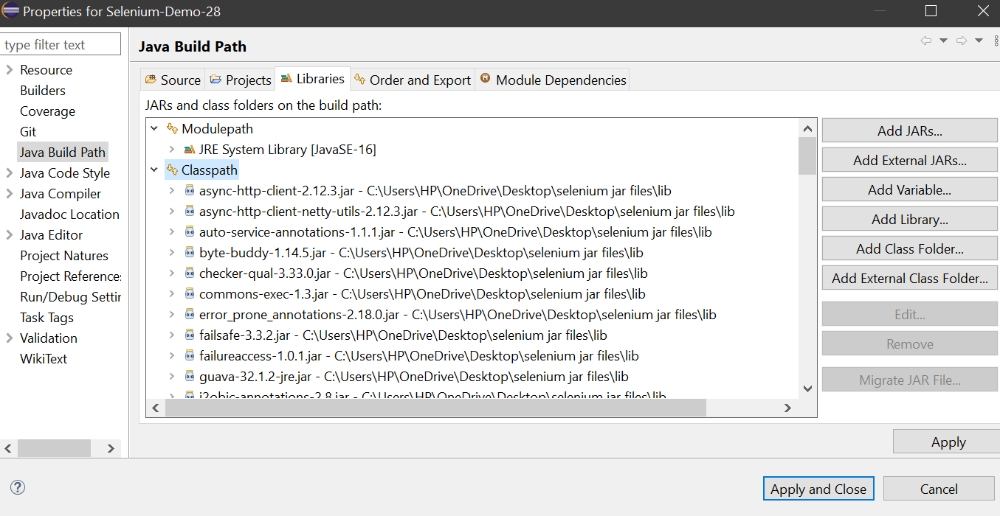 Properties for Selenium-Demo-28
type filter text
Resource
Builders
Coverage
Git
Java Build Path
Java Code Style
Java Compiler
Javadoc Location
Java Editor
Project Natures
Project References
Run/Debug Settin
Task Tags
Validation
WikiText
Java Build Path
Source Projects Libraries Order and Export Module Dependencies
JARs and class folders on the build path:
Modulepath
JRE System Library [JavaSE-16]
Classpath
async-http-client-2.12.3.jar - C:\Users\HP\OneDrive\Desktop\selenium jar files\lib
async-http-client-netty-utils-2.12.3.jar - C:\Users\HP\OneDrive\Desktop\selenium jar files\lib
auto-service-annotations-1.1.1.jar - C:\Users\HP\OneDrive\Desktop\selenium jar files\lib
byte-buddy-1.14.5.jar - C:\Users\HP\OneDrive\Desktop\selenium jar files\lib
checker-qual-3.33.0.jar - C:\Users\HP\OneDrive\Desktop\selenium jar files\lib
commons-exec-1.3.jar - C:\Users\HP\OneDrive\Desktop\selenium jar files\lib
error_prone_annotations-2.18.0.jar - C:\Users\HP\OneDrive\Desktop\selenium jar files\lib
failsafe-3.3.2.jar - C:\Users\HP\OneDrive\Desktop\selenium jar files\lib
failureaccess-1.0.1.jar - C:\Users\HP\OneDrive\Desktop\selenium jar files\lib
guava-32.1.2-jre.jar - C:\Users\HP\OneDrive\Desktop\selenium jar files\lib
j2objc-annotations-2.8.jar - C:\Users\HP\OneDrive\Desktop\selenium jar files\lib
Add JARs...
Add External JARs...
Add Variable...
Add Library...
Add Class Folder...
Add External Class Folder...
Edit...
Remove
Migrate JAR File...
Apply
Apply and Close
Cancel